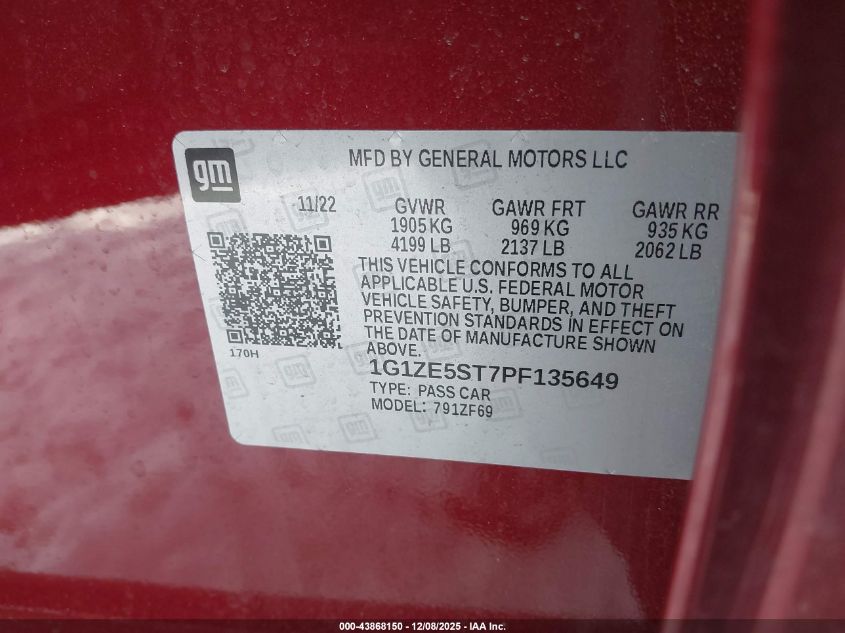 gm
MFD BY GENERAL MOTORS LLC
11/22 GVWR GAWR FRT GAWR RR
1905 KG 969 KG 935 KG
4199 LB 2137 LB 2062 LB
THIS VEHICLE CONFORMS TO ALL
APPLICABLE U.S. FEDERAL MOTOR
VEHICLE SAFETY, BUMPER, AND THEFT
PREVENTION STANDARDS IN EFFECT ON
THE DATE OF MANUFACTURE SHOWN
ABOVE.
170H
1G1ZE5ST7PF135649
TYPE: PASS CAR
MODEL: 791ZF69
000-43868150 - 12/08/2025 - IAA Inc.